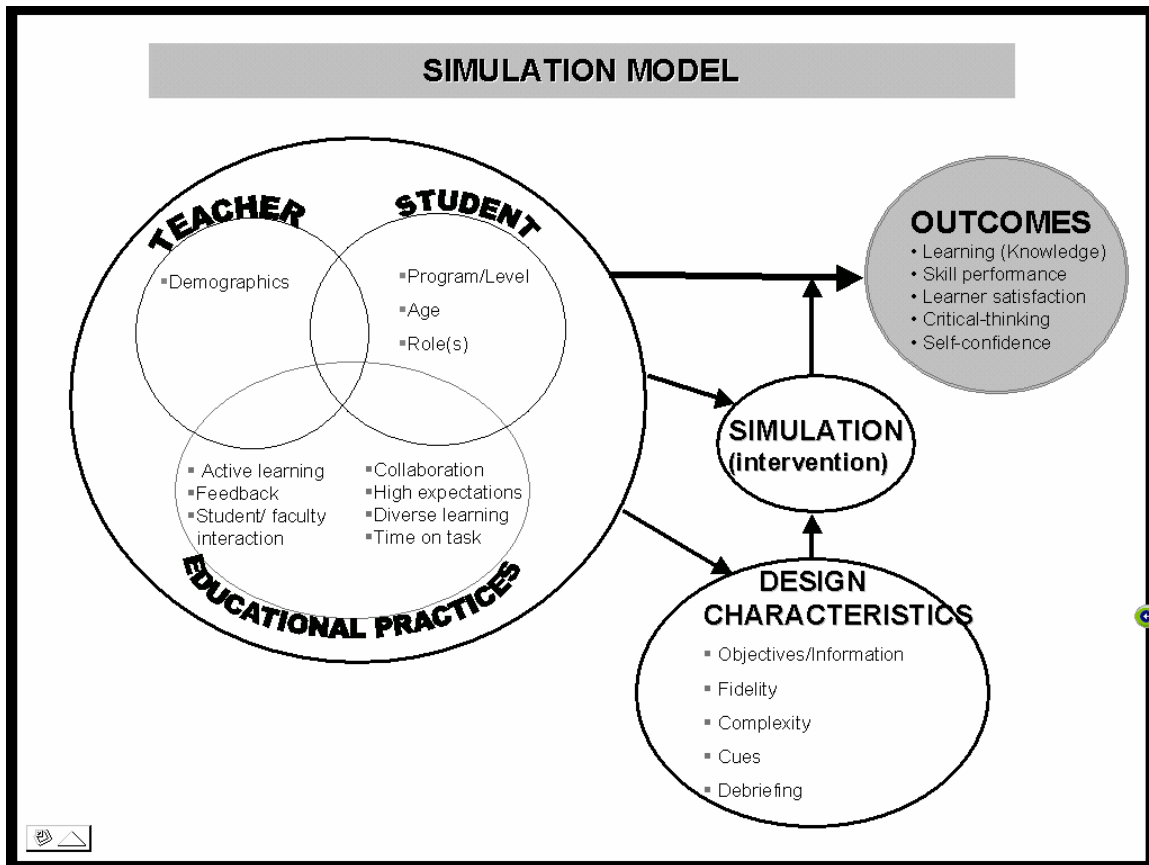 SIMULATION MODEL
TEACHER
▪Demographics
STUDENT
▪Program/Level
▪Age
▪Role(s)
▪ Active learning
▪Feedback
▪Student/ faculty
interaction
▪Collaboration
▪High expectations
▪Diverse learning
▪Time on task
EDUCATIONAL PRACTICES
OUTCOMES
• Learning (Knowledge)
• Skill performance
• Learner satisfaction
• Critical-thinking
• Self-confidence
SIMULATION
(intervention)
DESIGN
CHARACTERISTICS
▪ Objectives/Information
▪ Fidelity
▪ Complexity
▪ Cues
▪ Debriefing